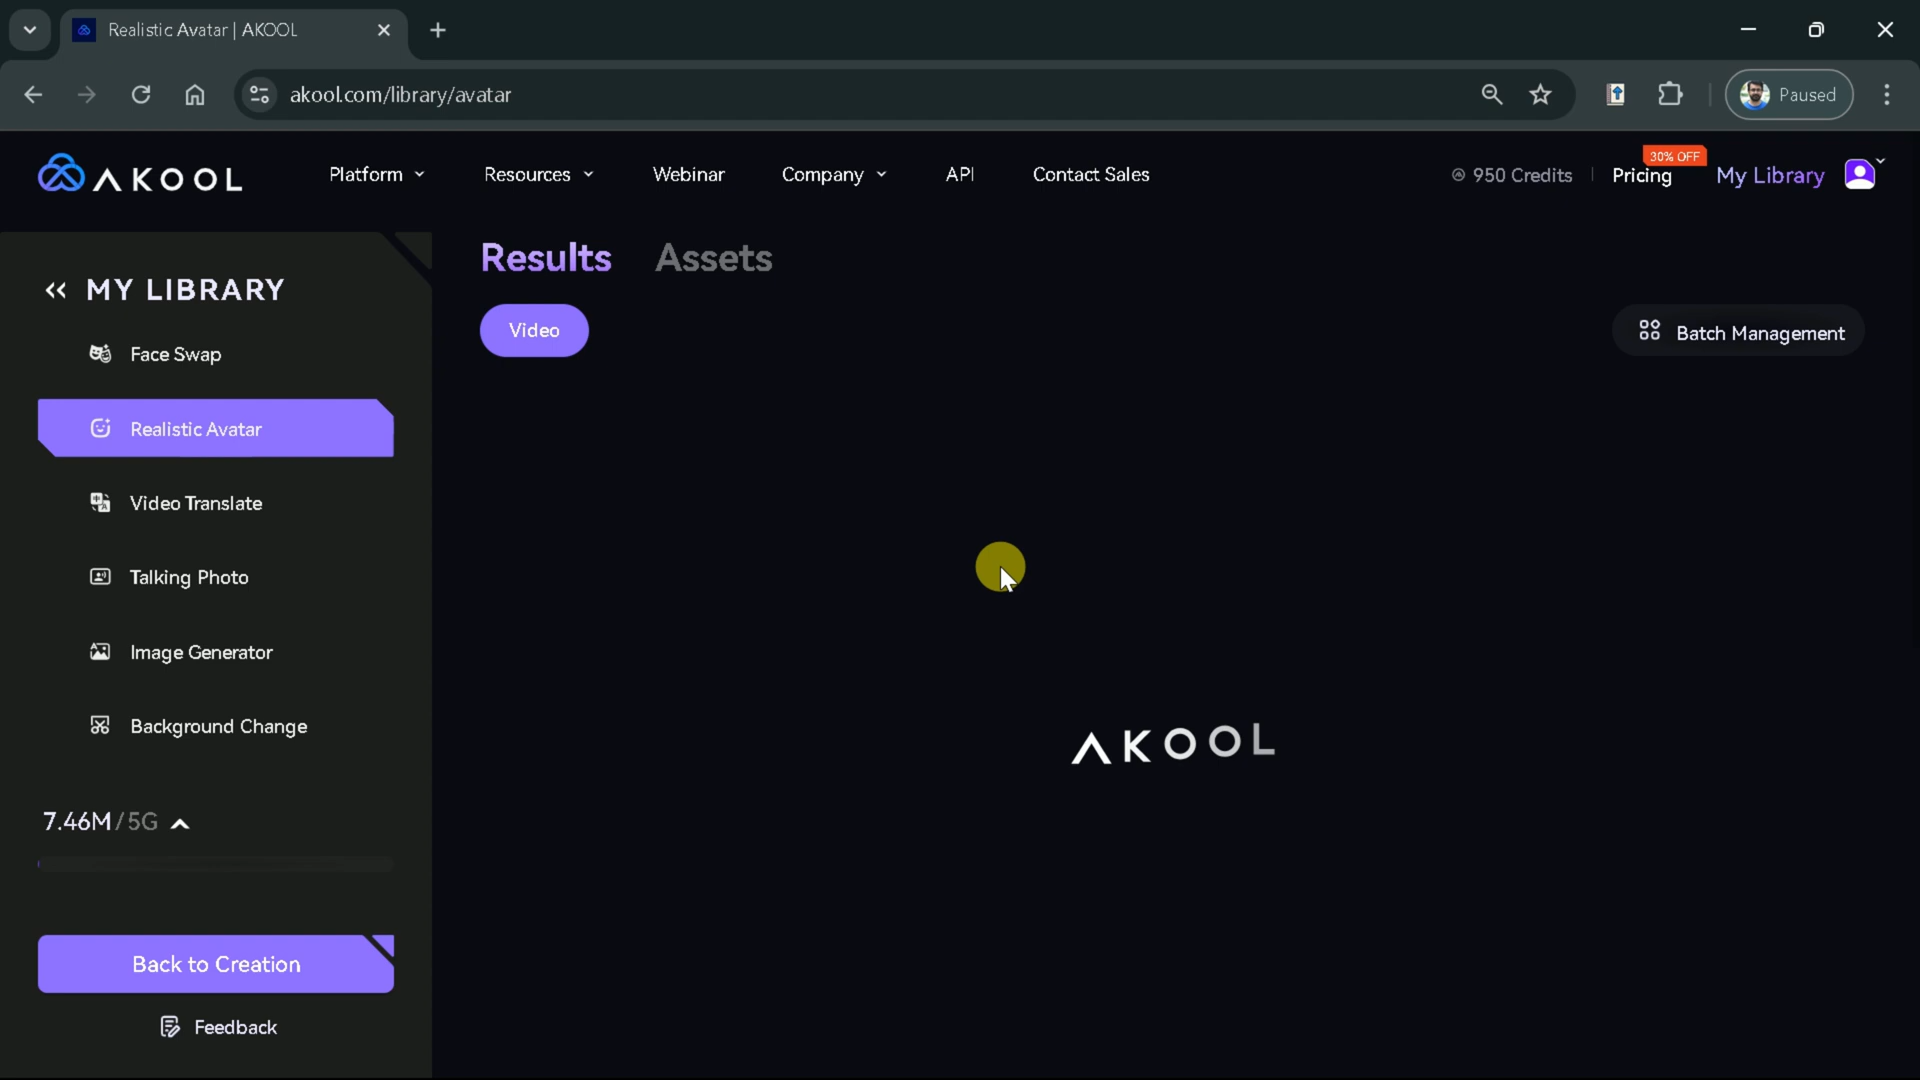 Realistic Avatar | AKOOL
akool.com/library/avatar
Paused
AKOOL
Platform
Resources
Webinar
Company
API
Contact Sales
950 Credits
30% OFF
Pricing
My Library
MY LIBRARY
Face Swap
Realistic Avatar
Video Translate
Talking Photo
Image Generator
Background Change
7.46M/5G
Back to Creation
Feedback
Results Assets
Video
Batch Management
AKOOL